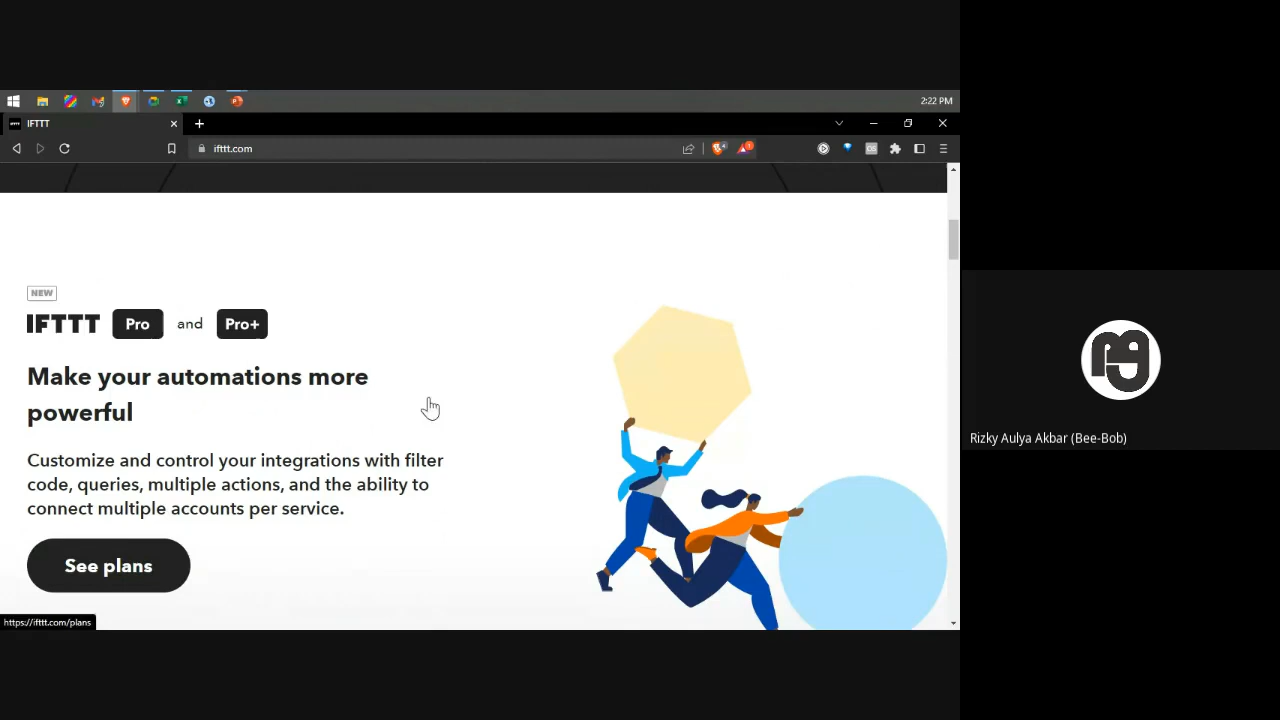 2:22 PM
IFTTT
ifttt.com
NEW
IFTTT Pro and Pro+
Make your automations more
powerful
Customize and control your integrations with filter
code, queries, multiple actions, and the ability to
connect multiple accounts per service.
See plans
https://ifttt.com/plans
Rizky Aulya Akbar (Bee-Bob)